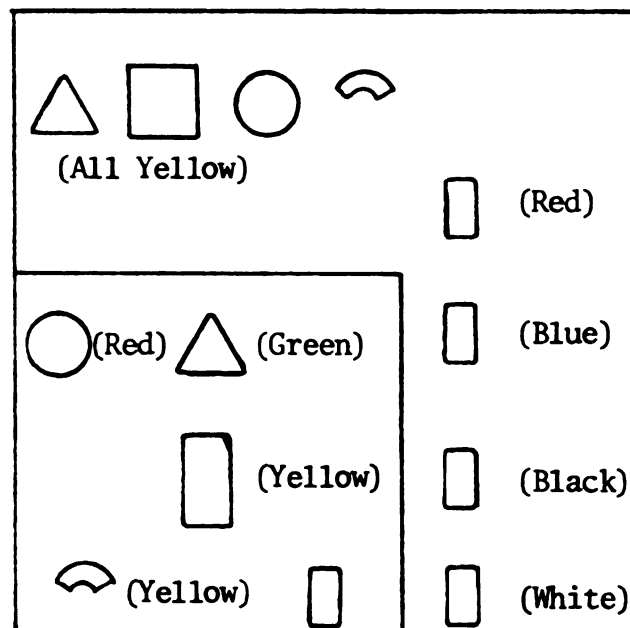 (All Yellow)
(Red)
(Red)
(Green)
(Blue)
(Yellow)
(Black)
(Yellow)
(White)